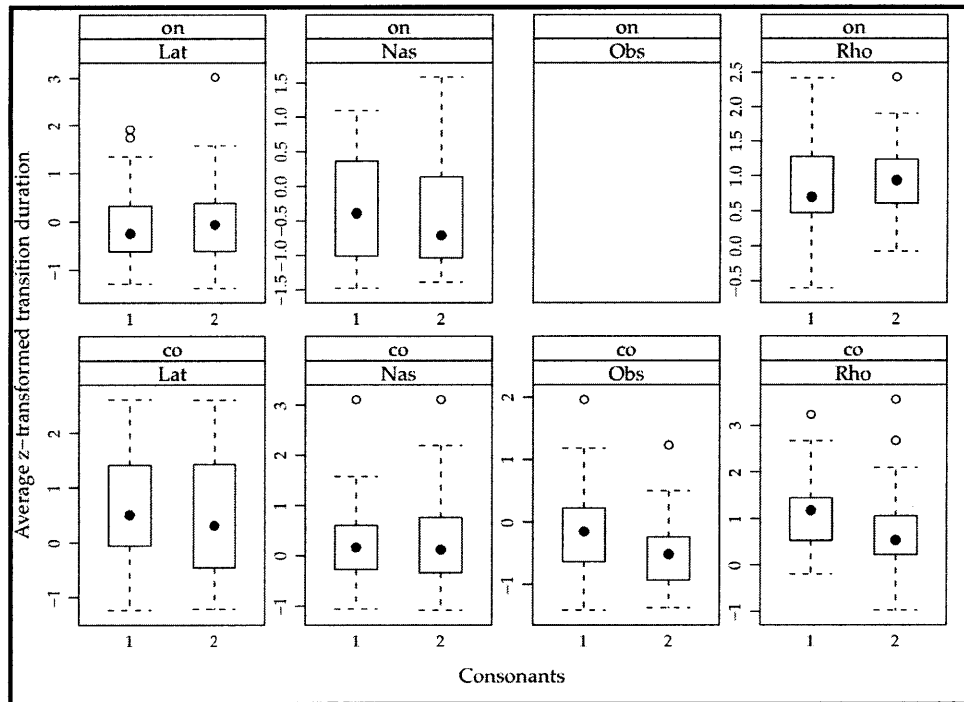 on
on
on
on
Lat
Nas
Obs
Rho
3
2
1
0
−1
1.5
1.0
0.5
0.0
−0.5
−1.0
−1.5
2.5
2.0
1.5
1.0
0.5
0.0
−0.5
1 2
1 2
1 2
co
co
co
co
Lat
Nas
Obs
Rho
2
1
0
−1
3
2
1
0
−1
2
1
0
−1
3
2
1
0
−1
1 2
1 2
1 2
1 2
Average z−transformed transition duration
Consonants